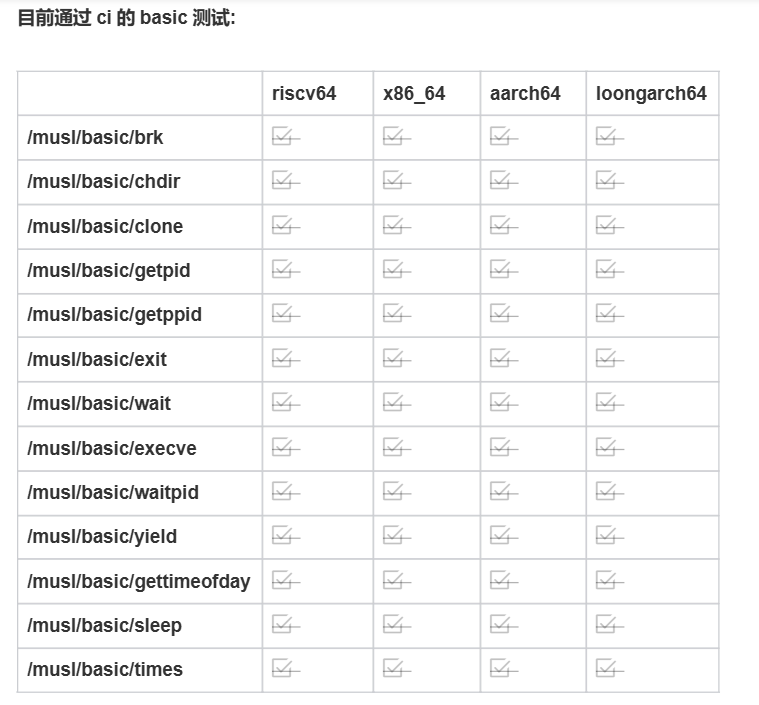 目前通过 ci 的 basic 测试:
riscv64 x86_64 aarch64 loongarch64
/musl/basic/brk
/musl/basic/chdir
/musl/basic/clone
/musl/basic/getpid
/musl/basic/getppid
/musl/basic/exit
/musl/basic/wait
/musl/basic/execve
/musl/basic/waitpid
/musl/basic/yield
/musl/basic/gettimeofday
/musl/basic/sleep
/musl/basic/times